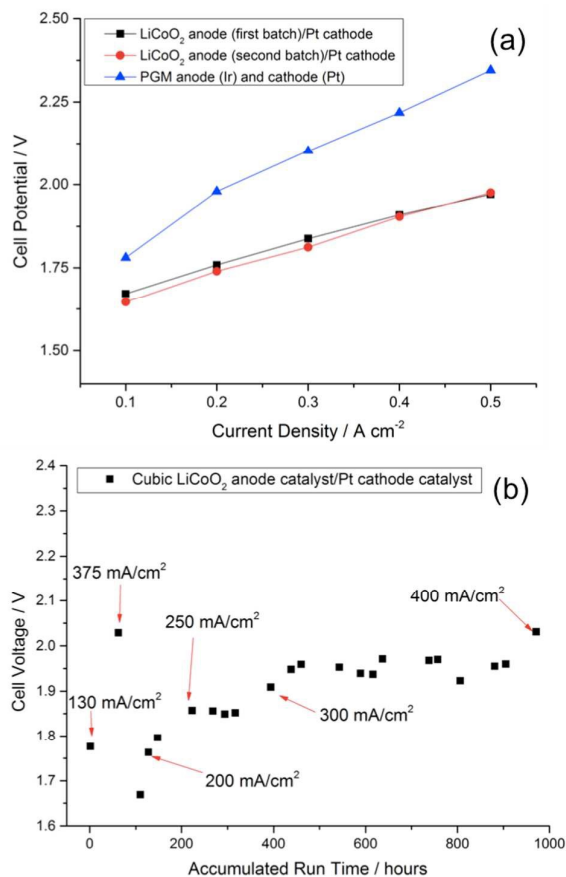 (a)
LiCoO₂ anode (first batch)/Pt cathode
LiCoO₂ anode (second batch)/Pt cathode
PGM anode (Ir) and cathode (Pt)
Cell Potential / V
2.50
2.25
2.00
1.75
1.50
0.1 0.2 0.3 0.4 0.5
Current Density / A cm⁻²
(b)
Cubic LiCoO₂ anode catalyst/Pt cathode catalyst
Cell Voltage / V
2.4
2.3
2.2
2.1
2.0
1.9
1.8
1.7
1.6
375 mA/cm²
400 mA/cm²
250 mA/cm²
130 mA/cm²
300 mA/cm²
200 mA/cm²
0 200 400 600 800 1000
Accumulated Run Time / hours